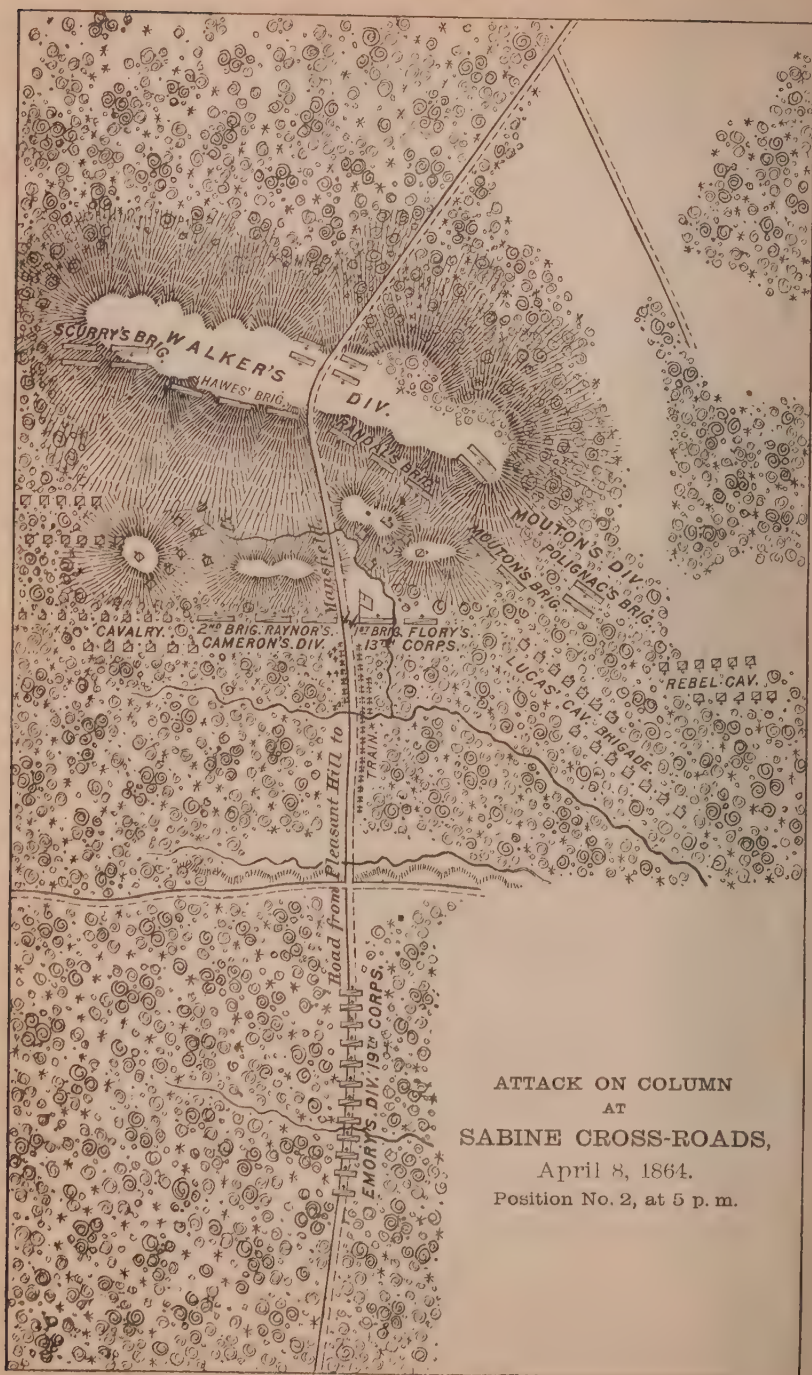 SCURRY'S BRIG.
WALKER'S
DIV.
HAWES' BRIG.
RANDAL'S BRIG.
MOUTON'S DIV.
POLIGNAC'S BRIG.
MOUTON'S BRIG.
CAVALRY.
2ND BRIG. RAYNOR'S.
CAMERON'S. DIV.
1ST BRIG. FLORY'S.
13TH CORPS.
LUCAS' CAV. BRIGADE.
REBEL. CAV.
TRAIN.
Road from Pleasant Hill to Mansfield
EMORY'S. DIV. 19TH CORPS,
ATTACK ON COLUMN
AT
SABINE CROSS-ROADS,
April 8, 1864.
Position No. 2, at 5 p. m.